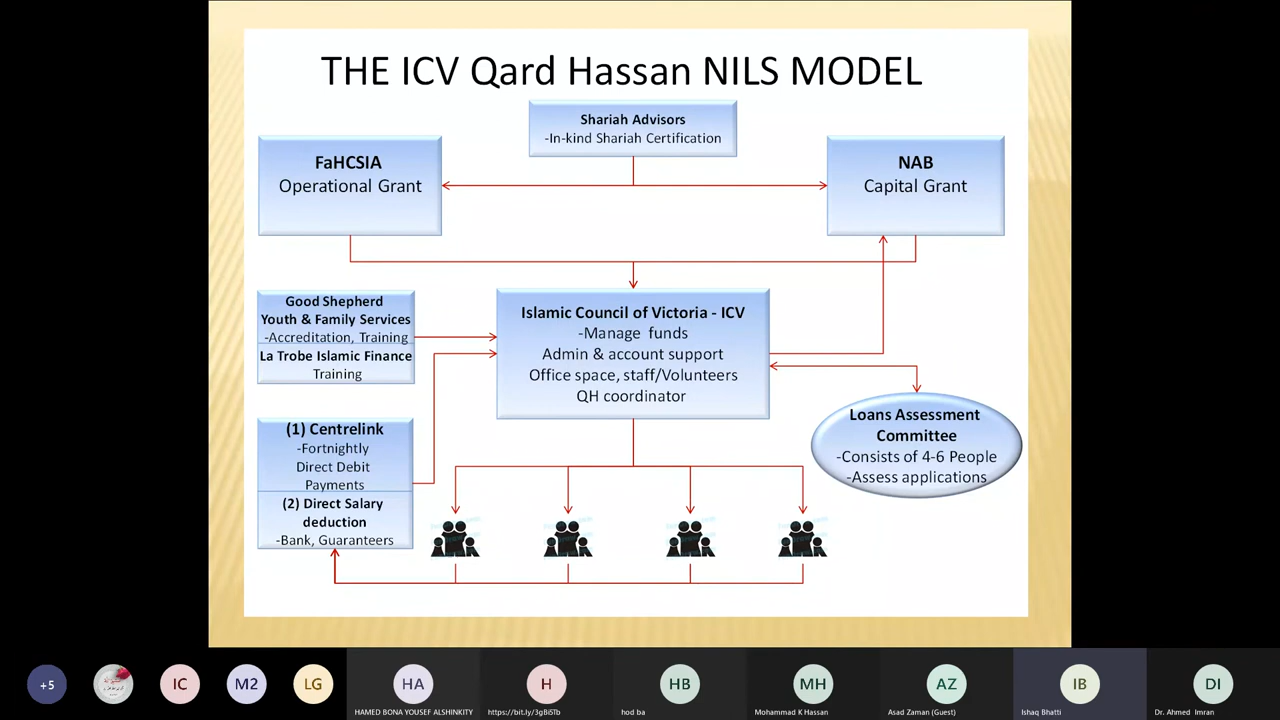 THE ICV Qard Hassan NILS MODEL
Shariah Advisors
-In-kind Shariah Certification
FaHCSIA
Operational Grant
NAB
Capital Grant
Good Shepherd
Youth & Family Services
-Accreditation, Training
La Trobe Islamic Finance
Training
Islamic Council of Victoria - ICV
-Manage funds
Admin & account support
Office space, staff/Volunteers
QH coordinator
Loans Assessment
Committee
-Consists of 4-6 People
-Assess applications
(1) Centrelink
-Fortnightly
Direct Debit
Payments
(2) Direct Salary
deduction
-Bank, Guaranteers
+5
IC
M2
LG
HA
HAMED BONA YOUSEF ALSHINKITY
H
https://bit.ly/3gBiSTb
HB
hod ba
MH
Mohammad K Hassan
AZ
Asad Zaman (Guest)
IB
Ishaq Bhatti
DI
Dr. Ahmed Imran